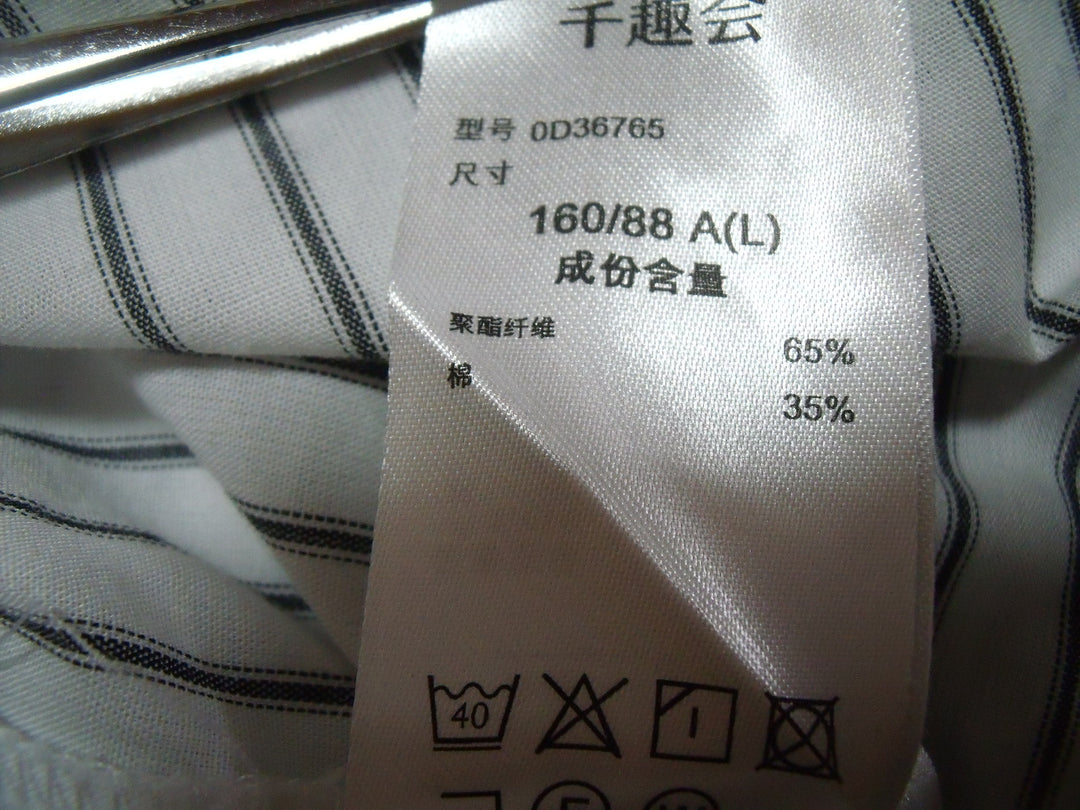 千趣会
型号 0D36765
尺寸
160/88 A(L)
成份含量
聚酯纤维 65%
棉 35%
40